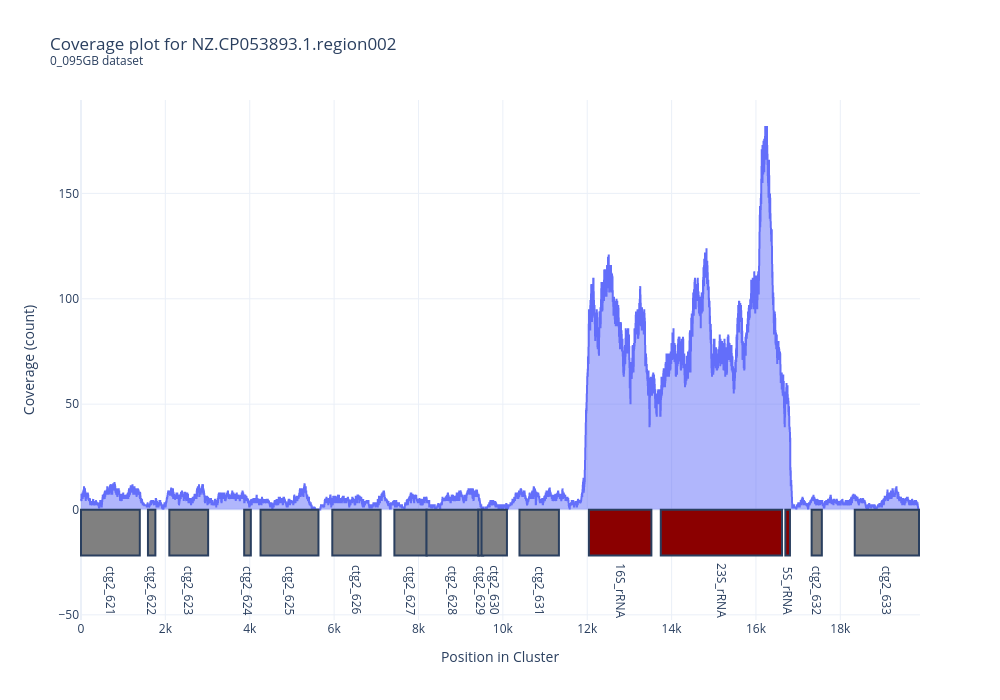 Coverage plot for NZ.CP053893.1.region002
0_095GB dataset
Coverage (count)
150
100
50
0
−50
ctg2_621
ctg2_622
ctg2_623
ctg2_624
ctg2_625
ctg2_626
ctg2_627
ctg2_628
ctg2_629
ctg2_630
ctg2_631
16S_rRNA
23S_rRNA
5S_rRNA
ctg2_632
ctg2_633
0 2k 4k 6k 8k 10k 12k 14k 16k 18k
Position in Cluster